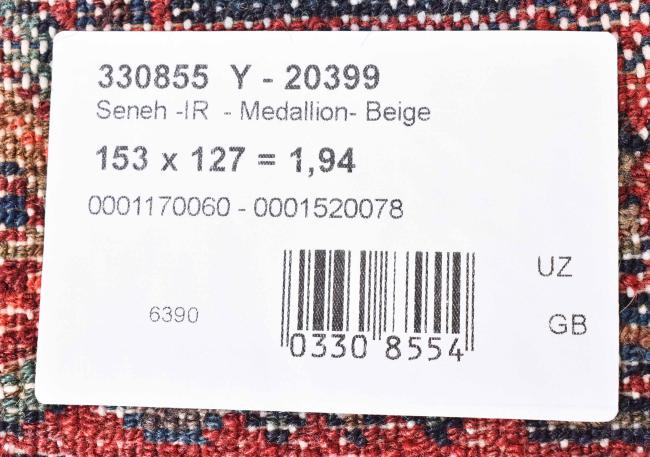 330855 Y - 20399
Seneh -IR - Medallion- Beige
153 x 127 = 1,94
0001170060 - 0001520078
UZ
6390
GB
0330 8554